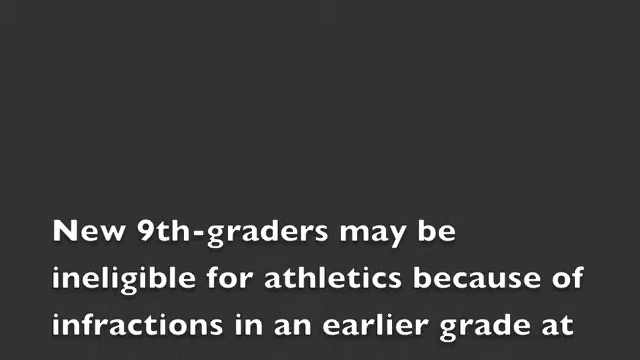 New 9th-graders may be
ineligible for athletics because of
infractions in an earlier grade at